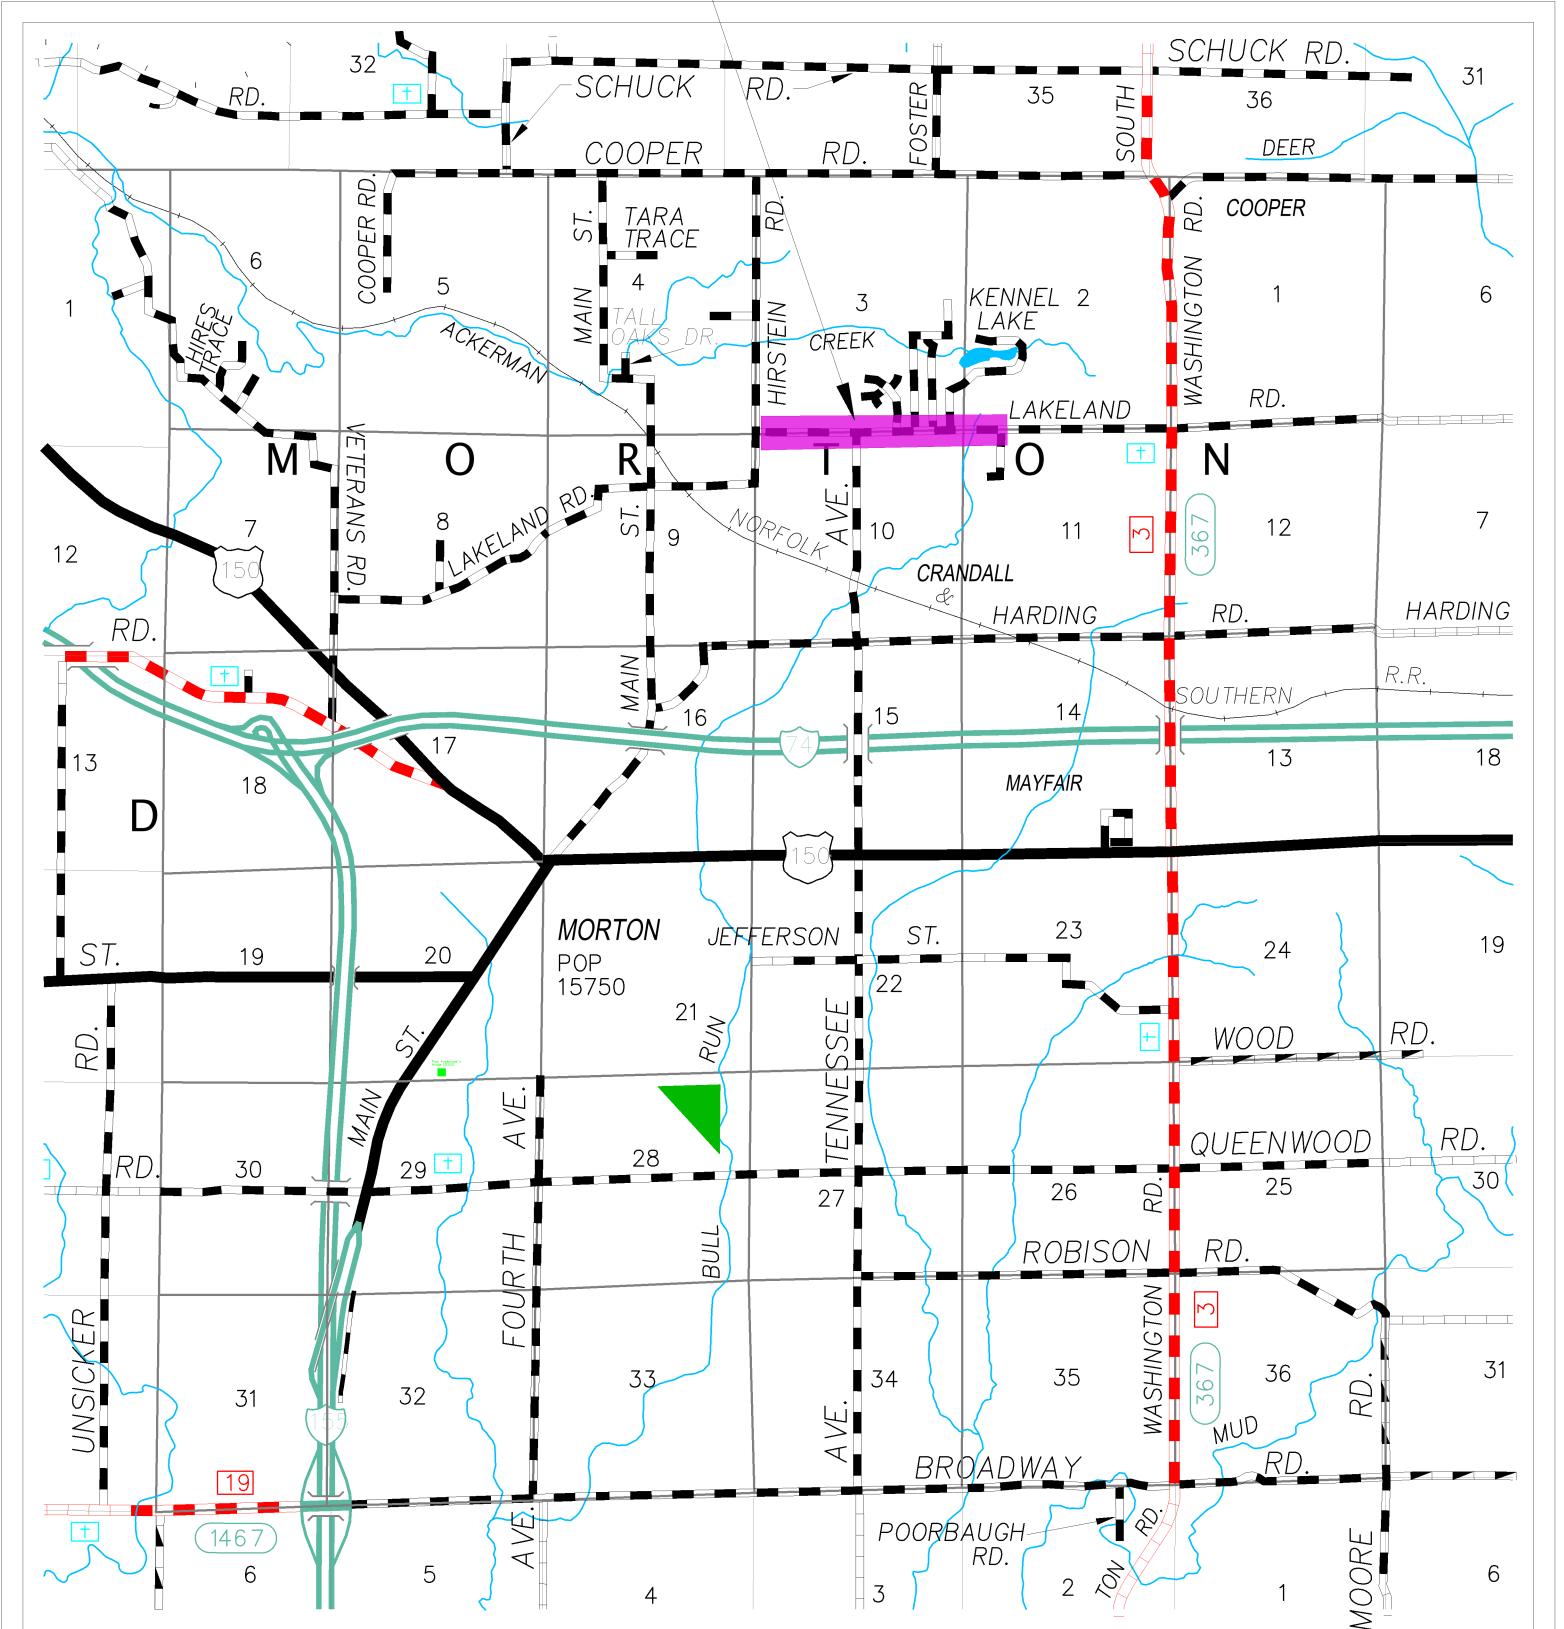 SCHUCK RD.
32
31
RD.
SCHUCK RD.
35
36
FOSTER
SOUTH
DEER
COOPER RD.
COOPER RD.
ST.
TARA
TRACE
RD.
RD.
COOPER
6
5
4
3
KENNEL
LAKE
2
1
6
1
MAIN
TALL
OAKS DR.
HIRSTEIN
CREEK
WASHINGTON
HIRES
TRACE
ACKERMAN
LAKELAND
RD.
M O R T O N
VETERANS RD.
LAKELAND RD.
ST.
AVE.
7
8
9
10
11
3
367
12
7
12
NORFOLK
150
CRANDALL
&
HARDING
RD.
HARDING
RD.
MAIN
R.R.
SOUTHERN
16
15
14
17
74
13
13
18
18
MAYFAIR
D
150
MORTON
POP
15750
JEFFERSON
ST.
23
24
19
ST.
19
20
22
21
RUN
TENNESSEE
RD.
ST.
WOOD
RD.
MAIN
AVE.
QUEENWOOD
RD.
RD.
30
29
28
27
26
RD.
25
30
BULL
FOURTH
ROBISON
RD.
3
UNSICKER
WASHINGTON
31
32
33
34
35
367
36
RD.
31
155
AVE.
MUD
BROADWAY
RD.
19
1467
AVE.
POORBAUGH
RD.
RD.
TON
MOORE
6
5
4
3
2
1
6